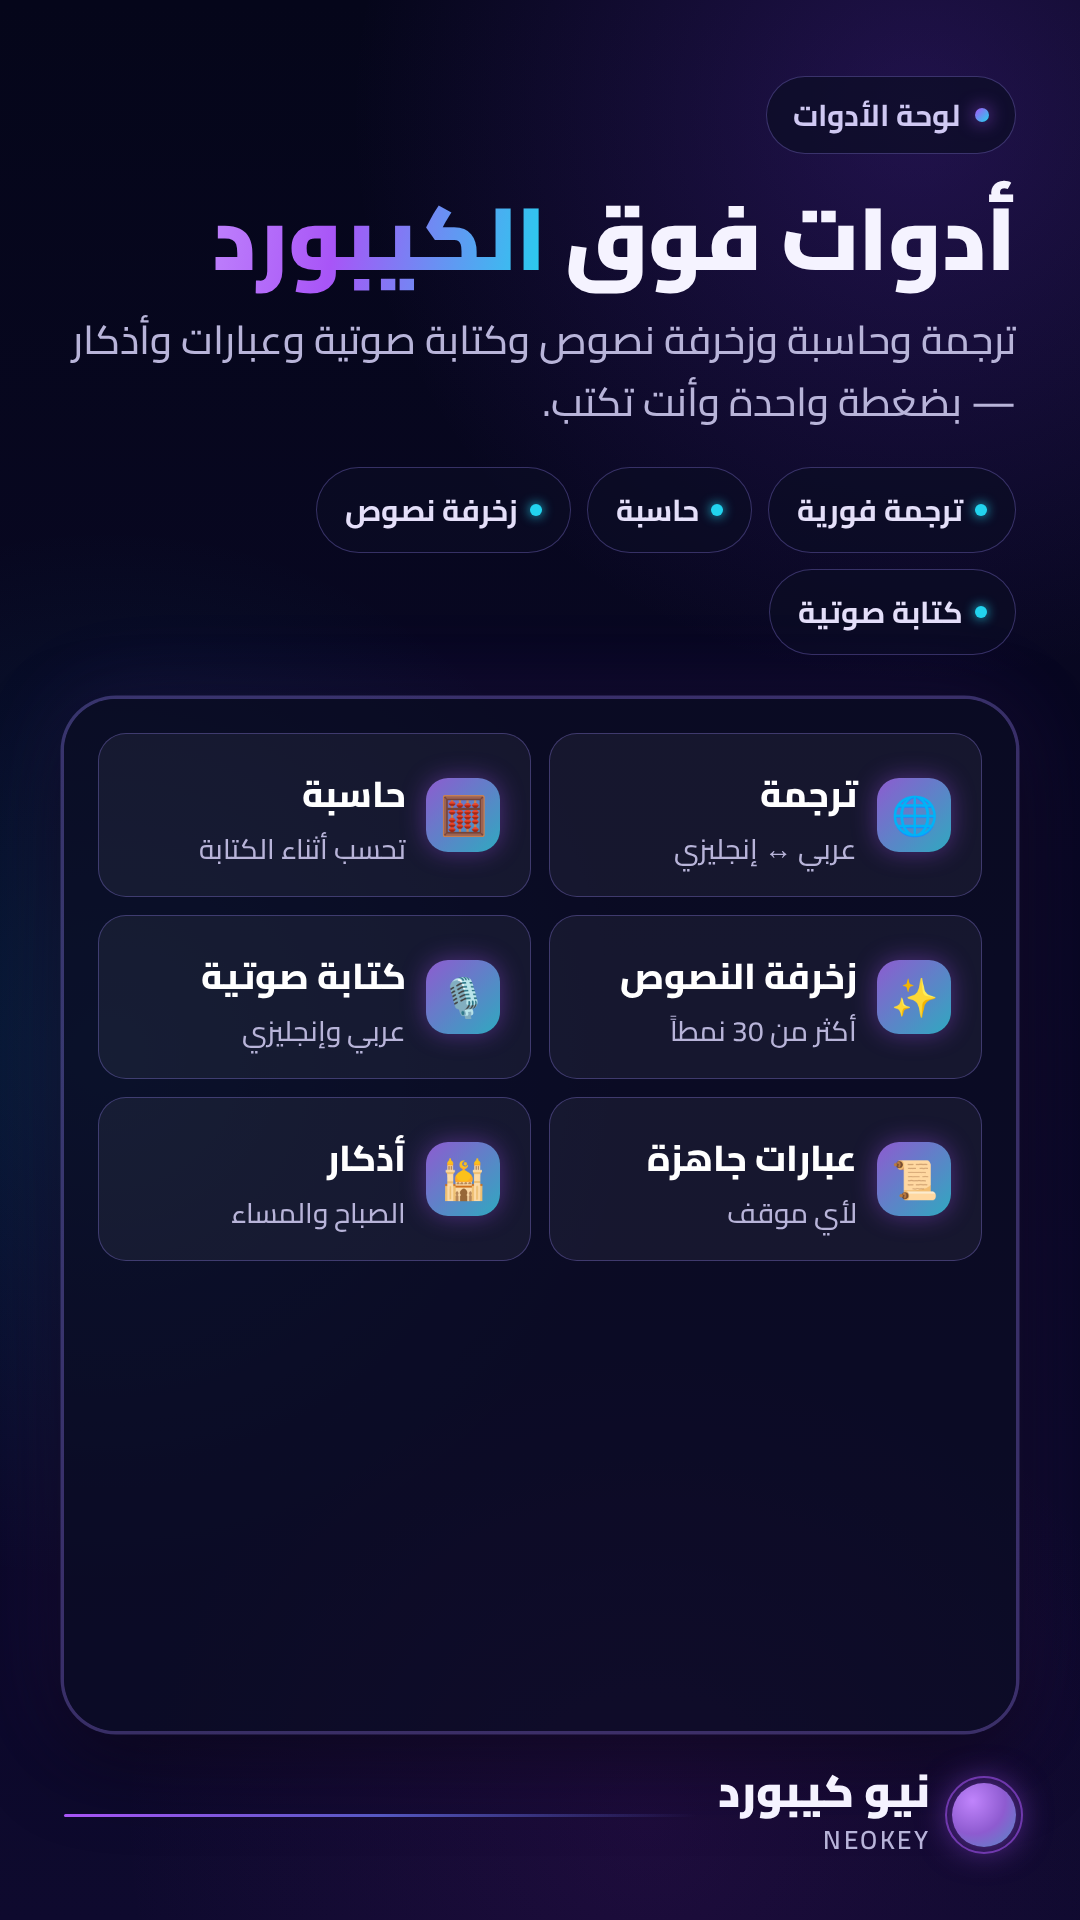 لوحة الأدوات
أدوات فوق الكيبورد
ترجمة وحاسبة وزخرفة نصوص وكتابة صوتية وعبارات وأذكار
— بضغطة واحدة وأنت تكتب.
ترجمة فورية
حاسبة
زخرفة نصوص
كتابة صوتية
ترجمة
عربي ↔ إنجليزي
حاسبة
تحسب أثناء الكتابة
زخرفة النصوص
أكثر من 30 نمطاً
كتابة صوتية
عربي وإنجليزي
عبارات جاهزة
لأي موقف
أذكار
الصباح والمساء
نيو كيبورد
NEOKEY